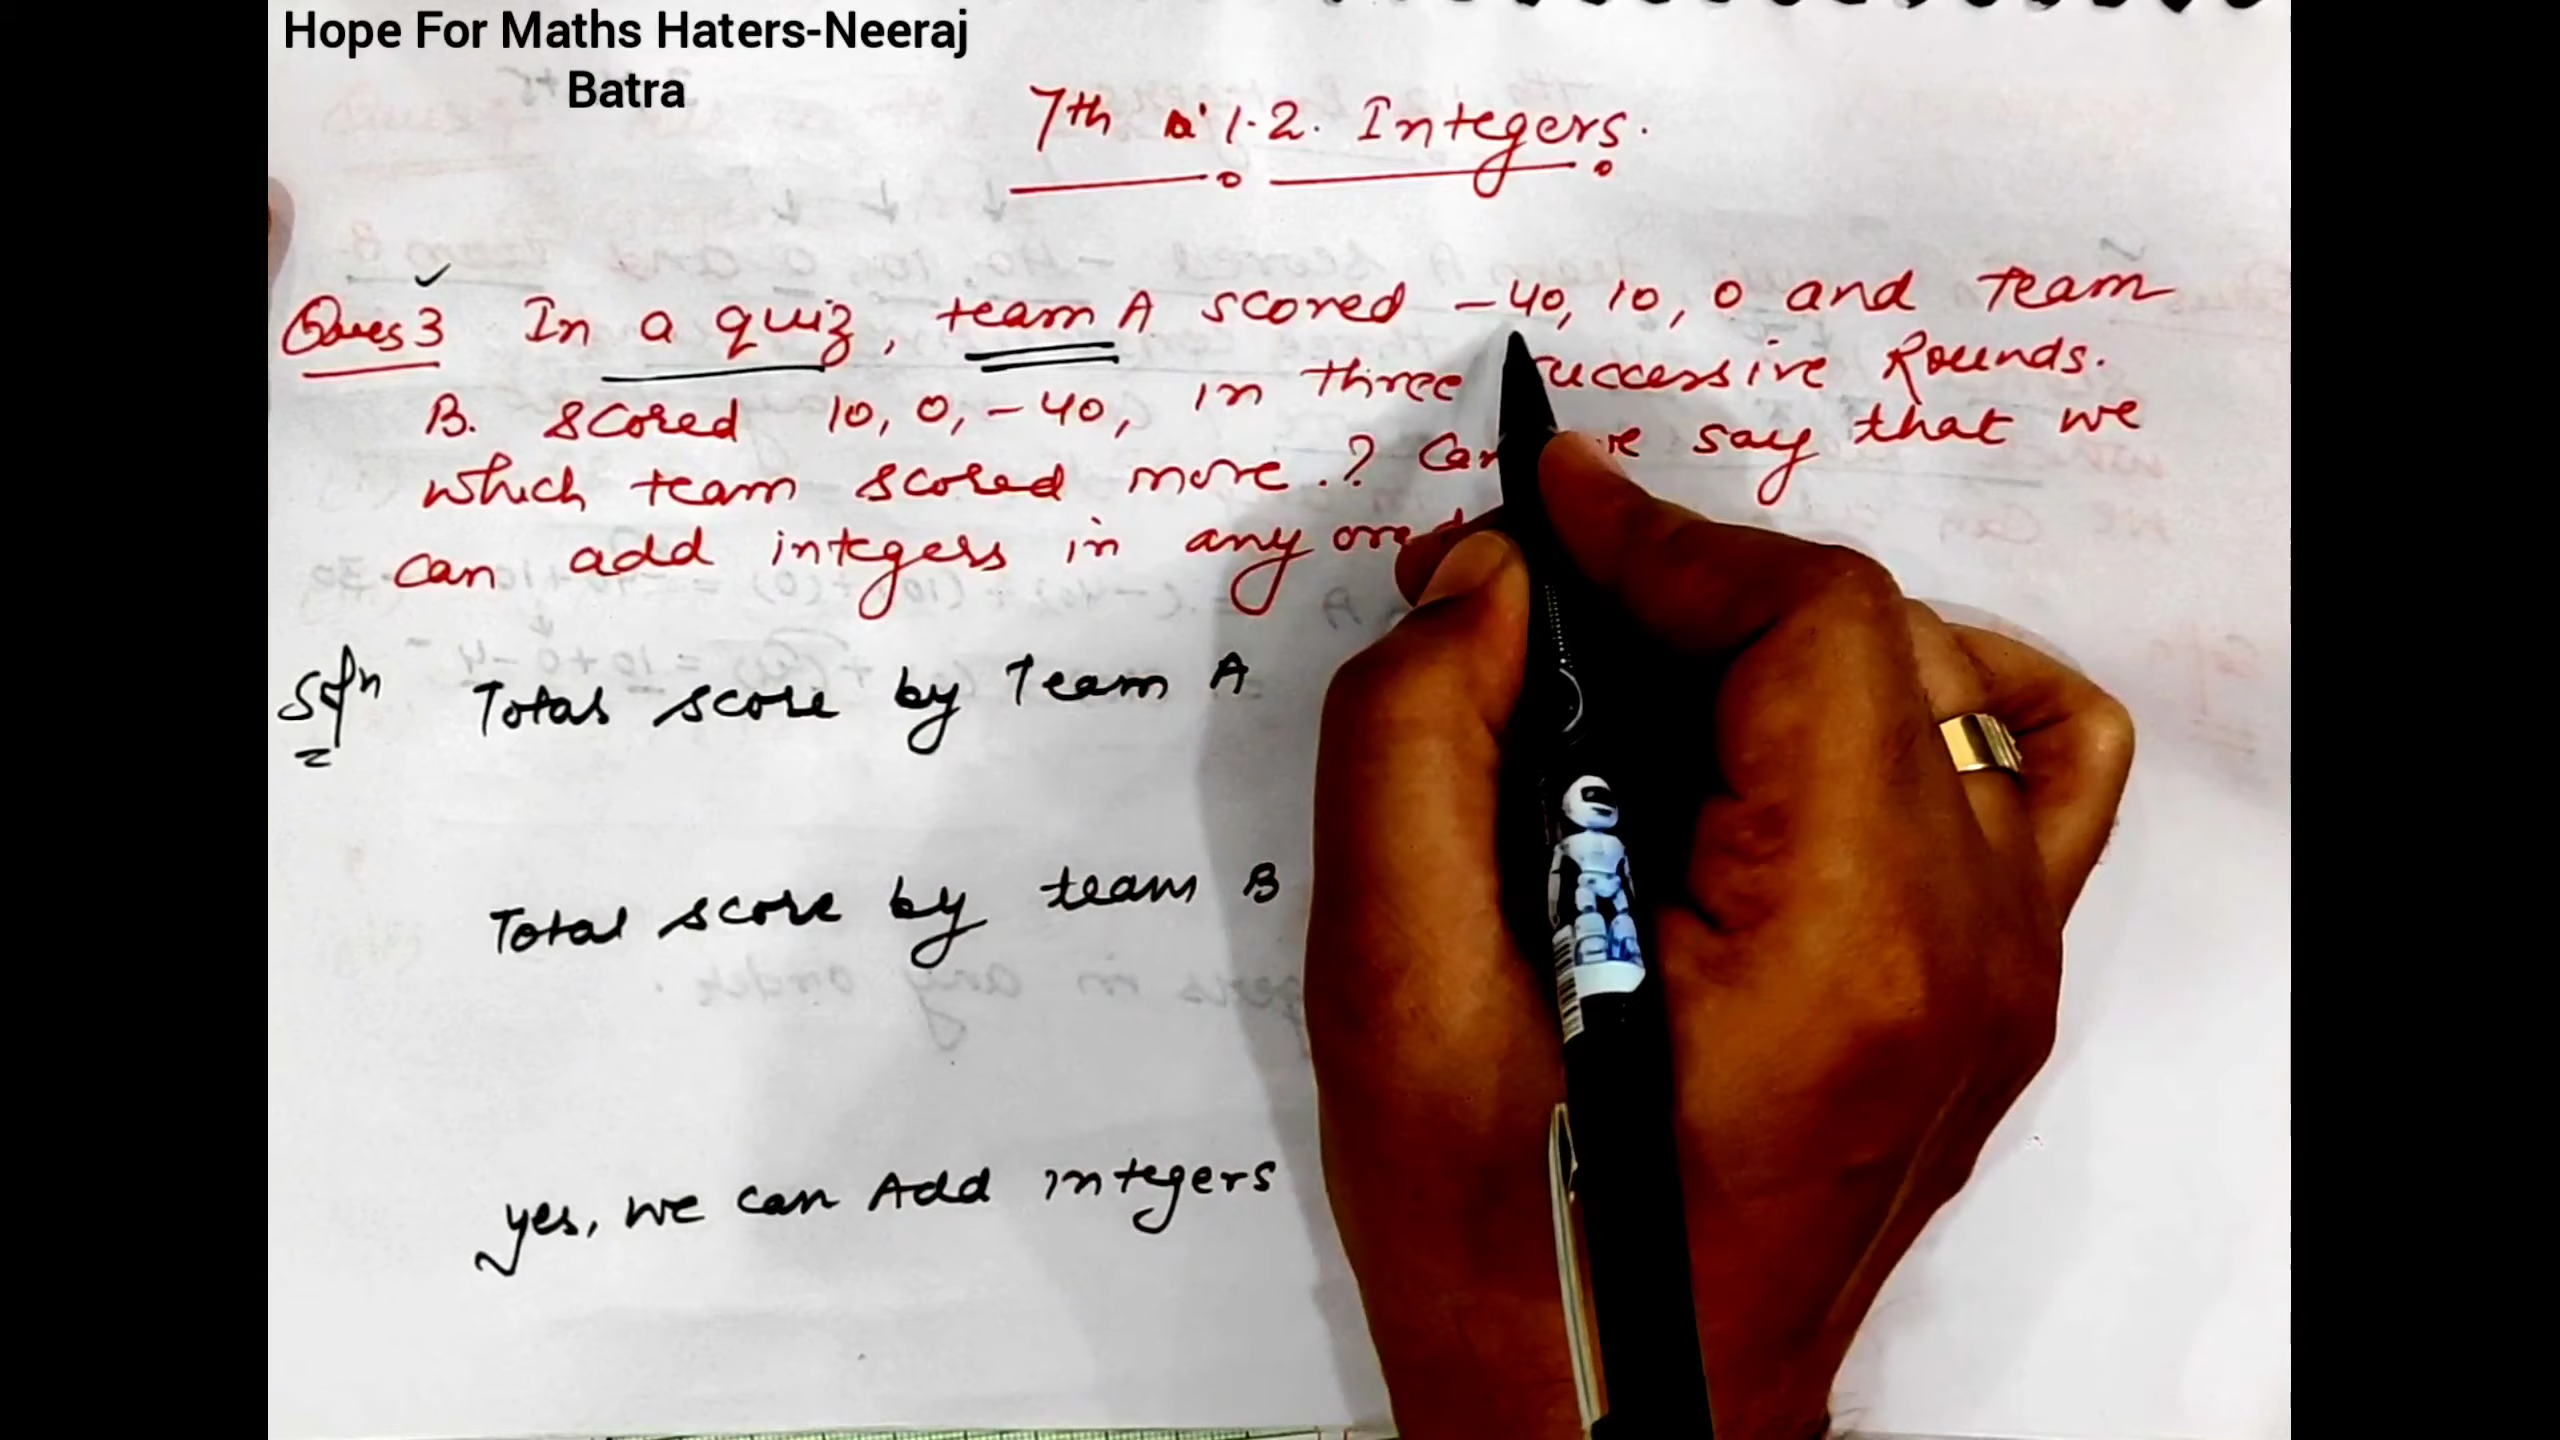 Hope For Maths Haters-Neeraj
Batra
7th 1.2. Integers.
Ques 3 In a quiz, team A scored -40, 10, 0 and team
B. scored 10, 0, -40, in three successive Rounds.
which team scored more.? Can we say that we
can add integers in any
Soln Total score by Team A
Total score by team B
yes, we can Add integers